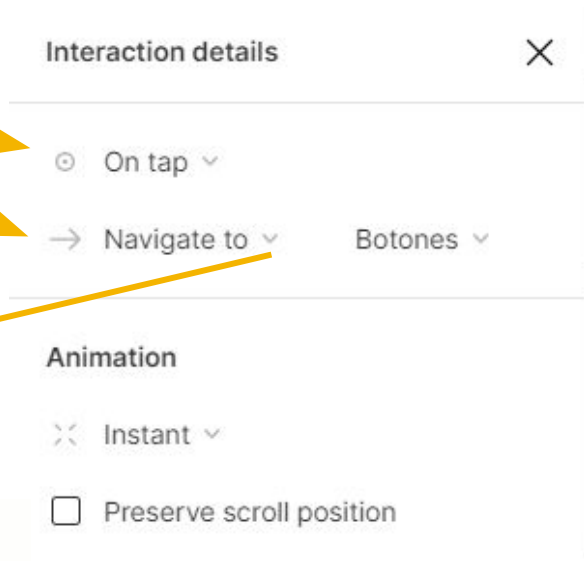 Interaction details
On tap
Navigate to Botones
Animation
Instant
Preserve scroll position